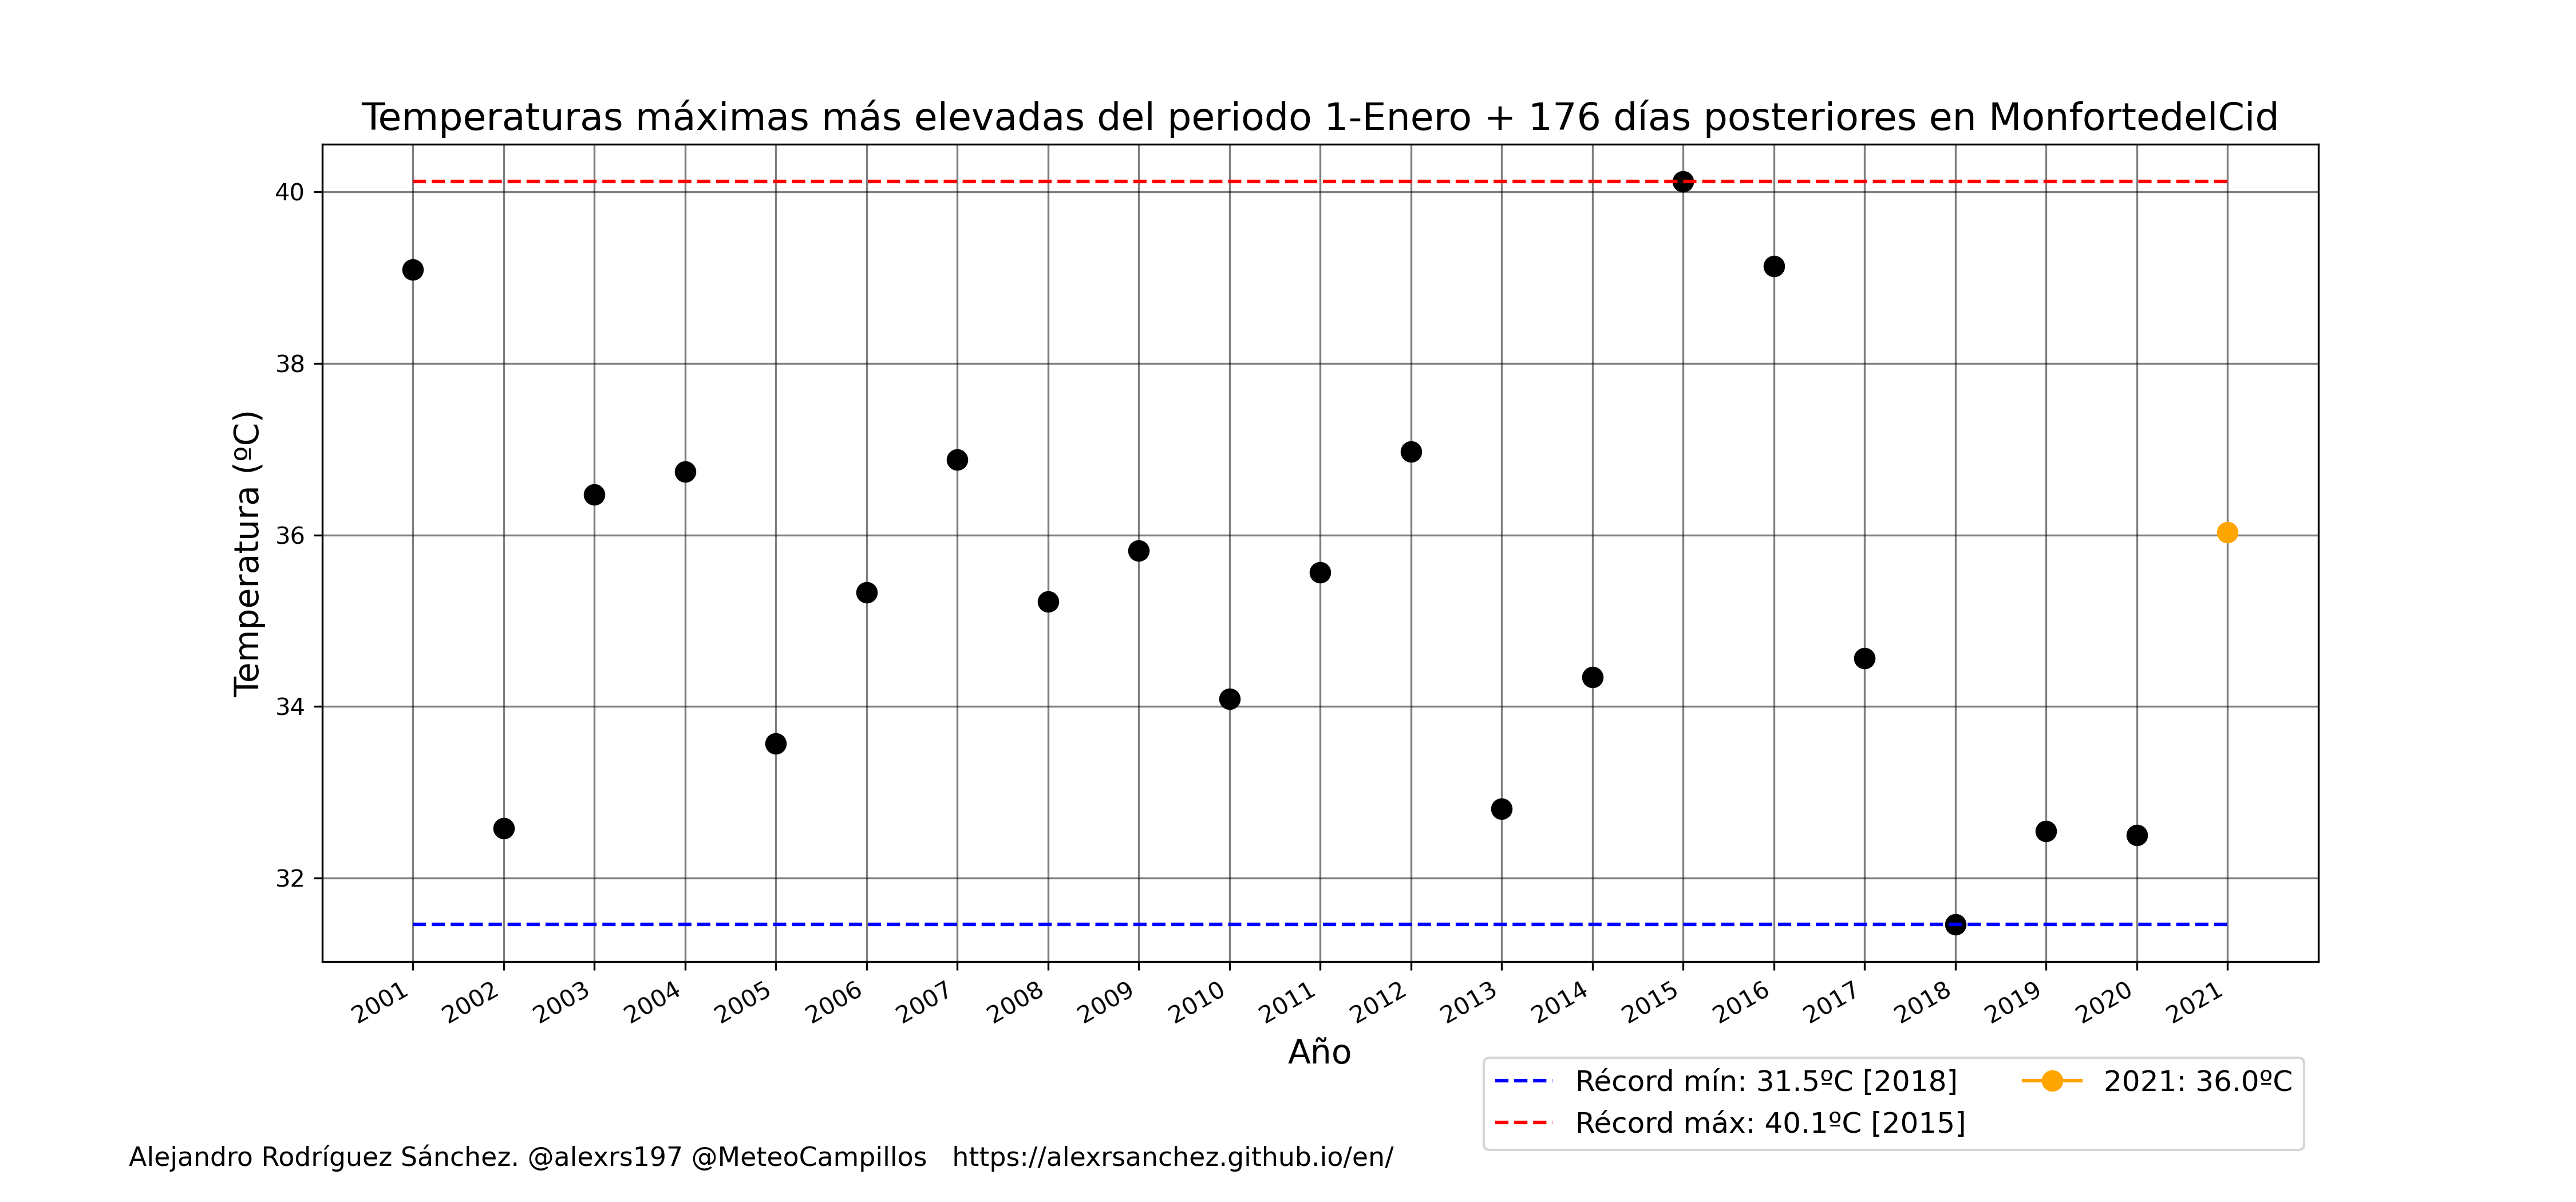 Temperaturas máximas más elevadas del periodo 1-Enero + 176 días posteriores en MonfortedelCid
Temperatura (ºC)
40
38
36
34
32
2001 2002 2003 2004 2005 2006 2007 2008 2009 2010 2011 2012 2013 2014 2015 2016 2017 2018 2019 2020 2021
Año
Récord mín: 31.5ºC [2018]
Récord máx: 40.1ºC [2015]
2021: 36.0ºC
Alejandro Rodríguez Sánchez. @alexrs197 @MeteoCampillos https://alexrsanchez.github.io/en/